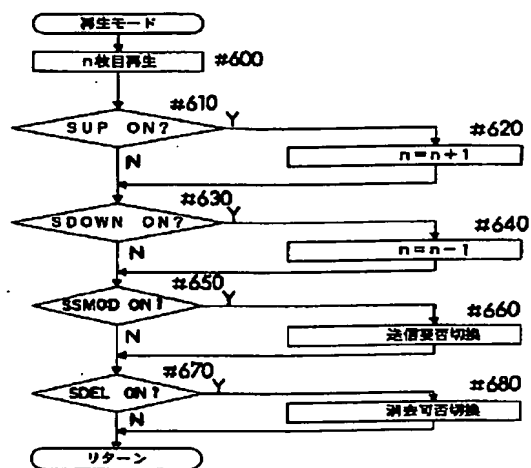 再生モード
n枚目再生 #600
#610
SUP ON? Y
#620
n=n+1
N
#630
SDOWN ON? Y
#640
n=n-1
N
#650
SSMOD ON? Y
#660
送信要否切換
N
#670
SDEL ON? Y
#680
消去可否切換
N
リターン